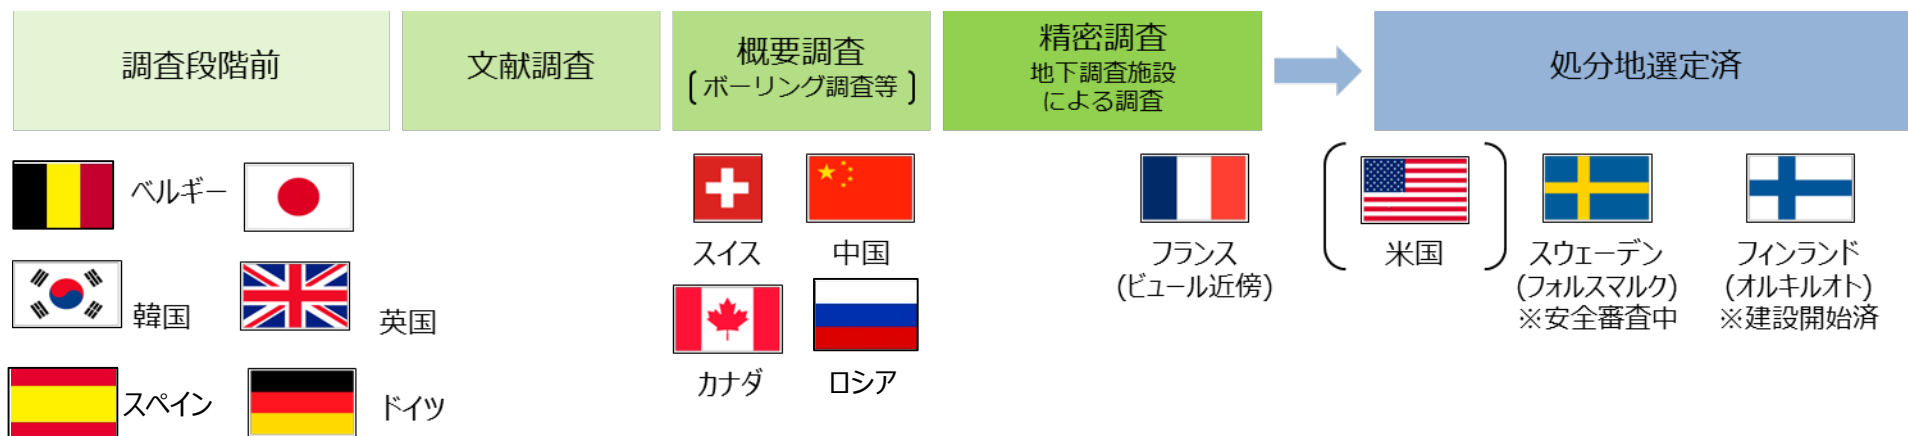 調査段階前
文献調査
概要調査
(ボーリング調査等)
精密調査
地下調査施設
による調査
処分地選定済
ベルギー
韓国
英国
スペイン
ドイツ
スイス
中国
カナダ
ロシア
フランス
(ビュール近傍)
米国
スウェーデン
(フォルスマルク)
※安全審査中
フィンランド
(オルキルオト)
※建設開始済